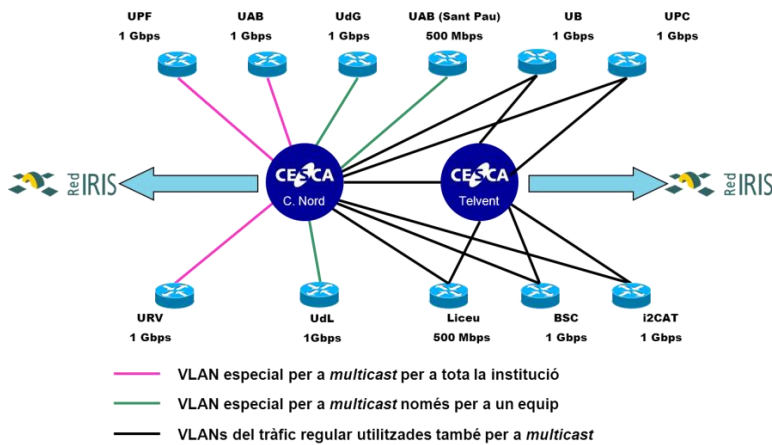 UPF
1 Gbps
UAB
1 Gbps
UdG
1 Gbps
UAB (Sant Pau)
500 Mbps
UB
1 Gbps
UPC
1 Gbps
Red IRIS
CESCA
C. Nord
CESCA
Telvent
Red IRIS
URV
1 Gbps
UdL
1Gbps
Liceu
500 Mbps
BSC
1 Gbps
i2CAT
1 Gbps
VLAN especial per a multicast per a tota la institució
VLAN especial per a multicast només per a un equip
VLANs del tràfic regular utilitzades també per a multicast